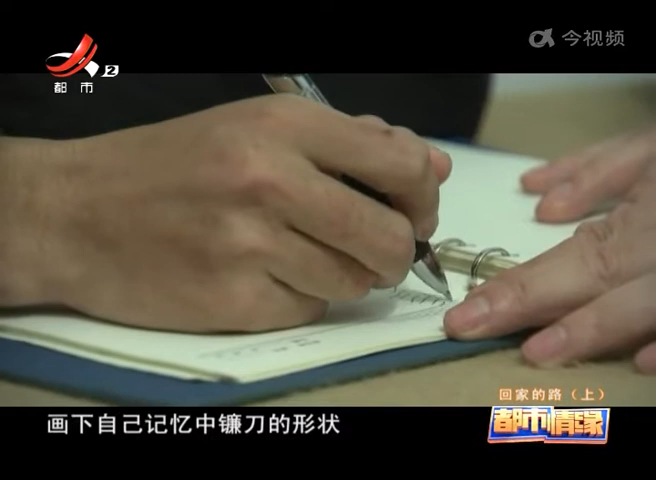 今视频
2
都市
回家的路（上）
都市情缘
画下自己记忆中镰刀的形状